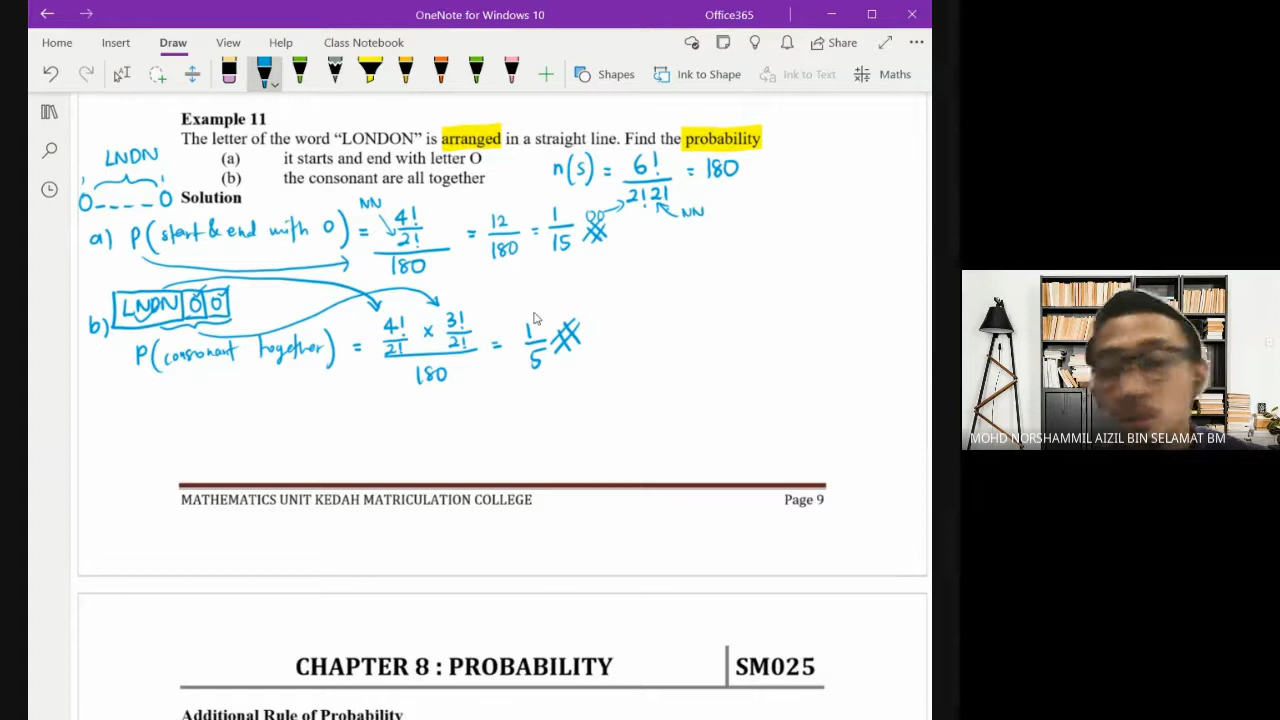 OneNote for Windows 10
Office365
Home Insert Draw View Help Class Notebook
Share
Shapes Ink to Shape Ink to Text Maths
Example 11
The letter of the word “LONDON” is arranged in a straight line. Find the probability
(a) it starts and end with letter O
(b) the consonant are all together
Solution
LNDN
O _ _ _ _ O
n(s) = 6! / 2!2! = 180
OO
NN
NN
a) P(start & end with O) = 4!/2! / 180 = 12/180 = 1/15
LNDN O O
b) P(consonant together) = 4!/2! × 3!/2! / 180 = 1/5
MATHEMATICS UNIT KEDAH MATRICULATION COLLEGE Page 9
CHAPTER 8 : PROBABILITY SM025
Additional Rule of Probability
MOHD NORSHAMMIL AIZIL BIN SELAMAT BM